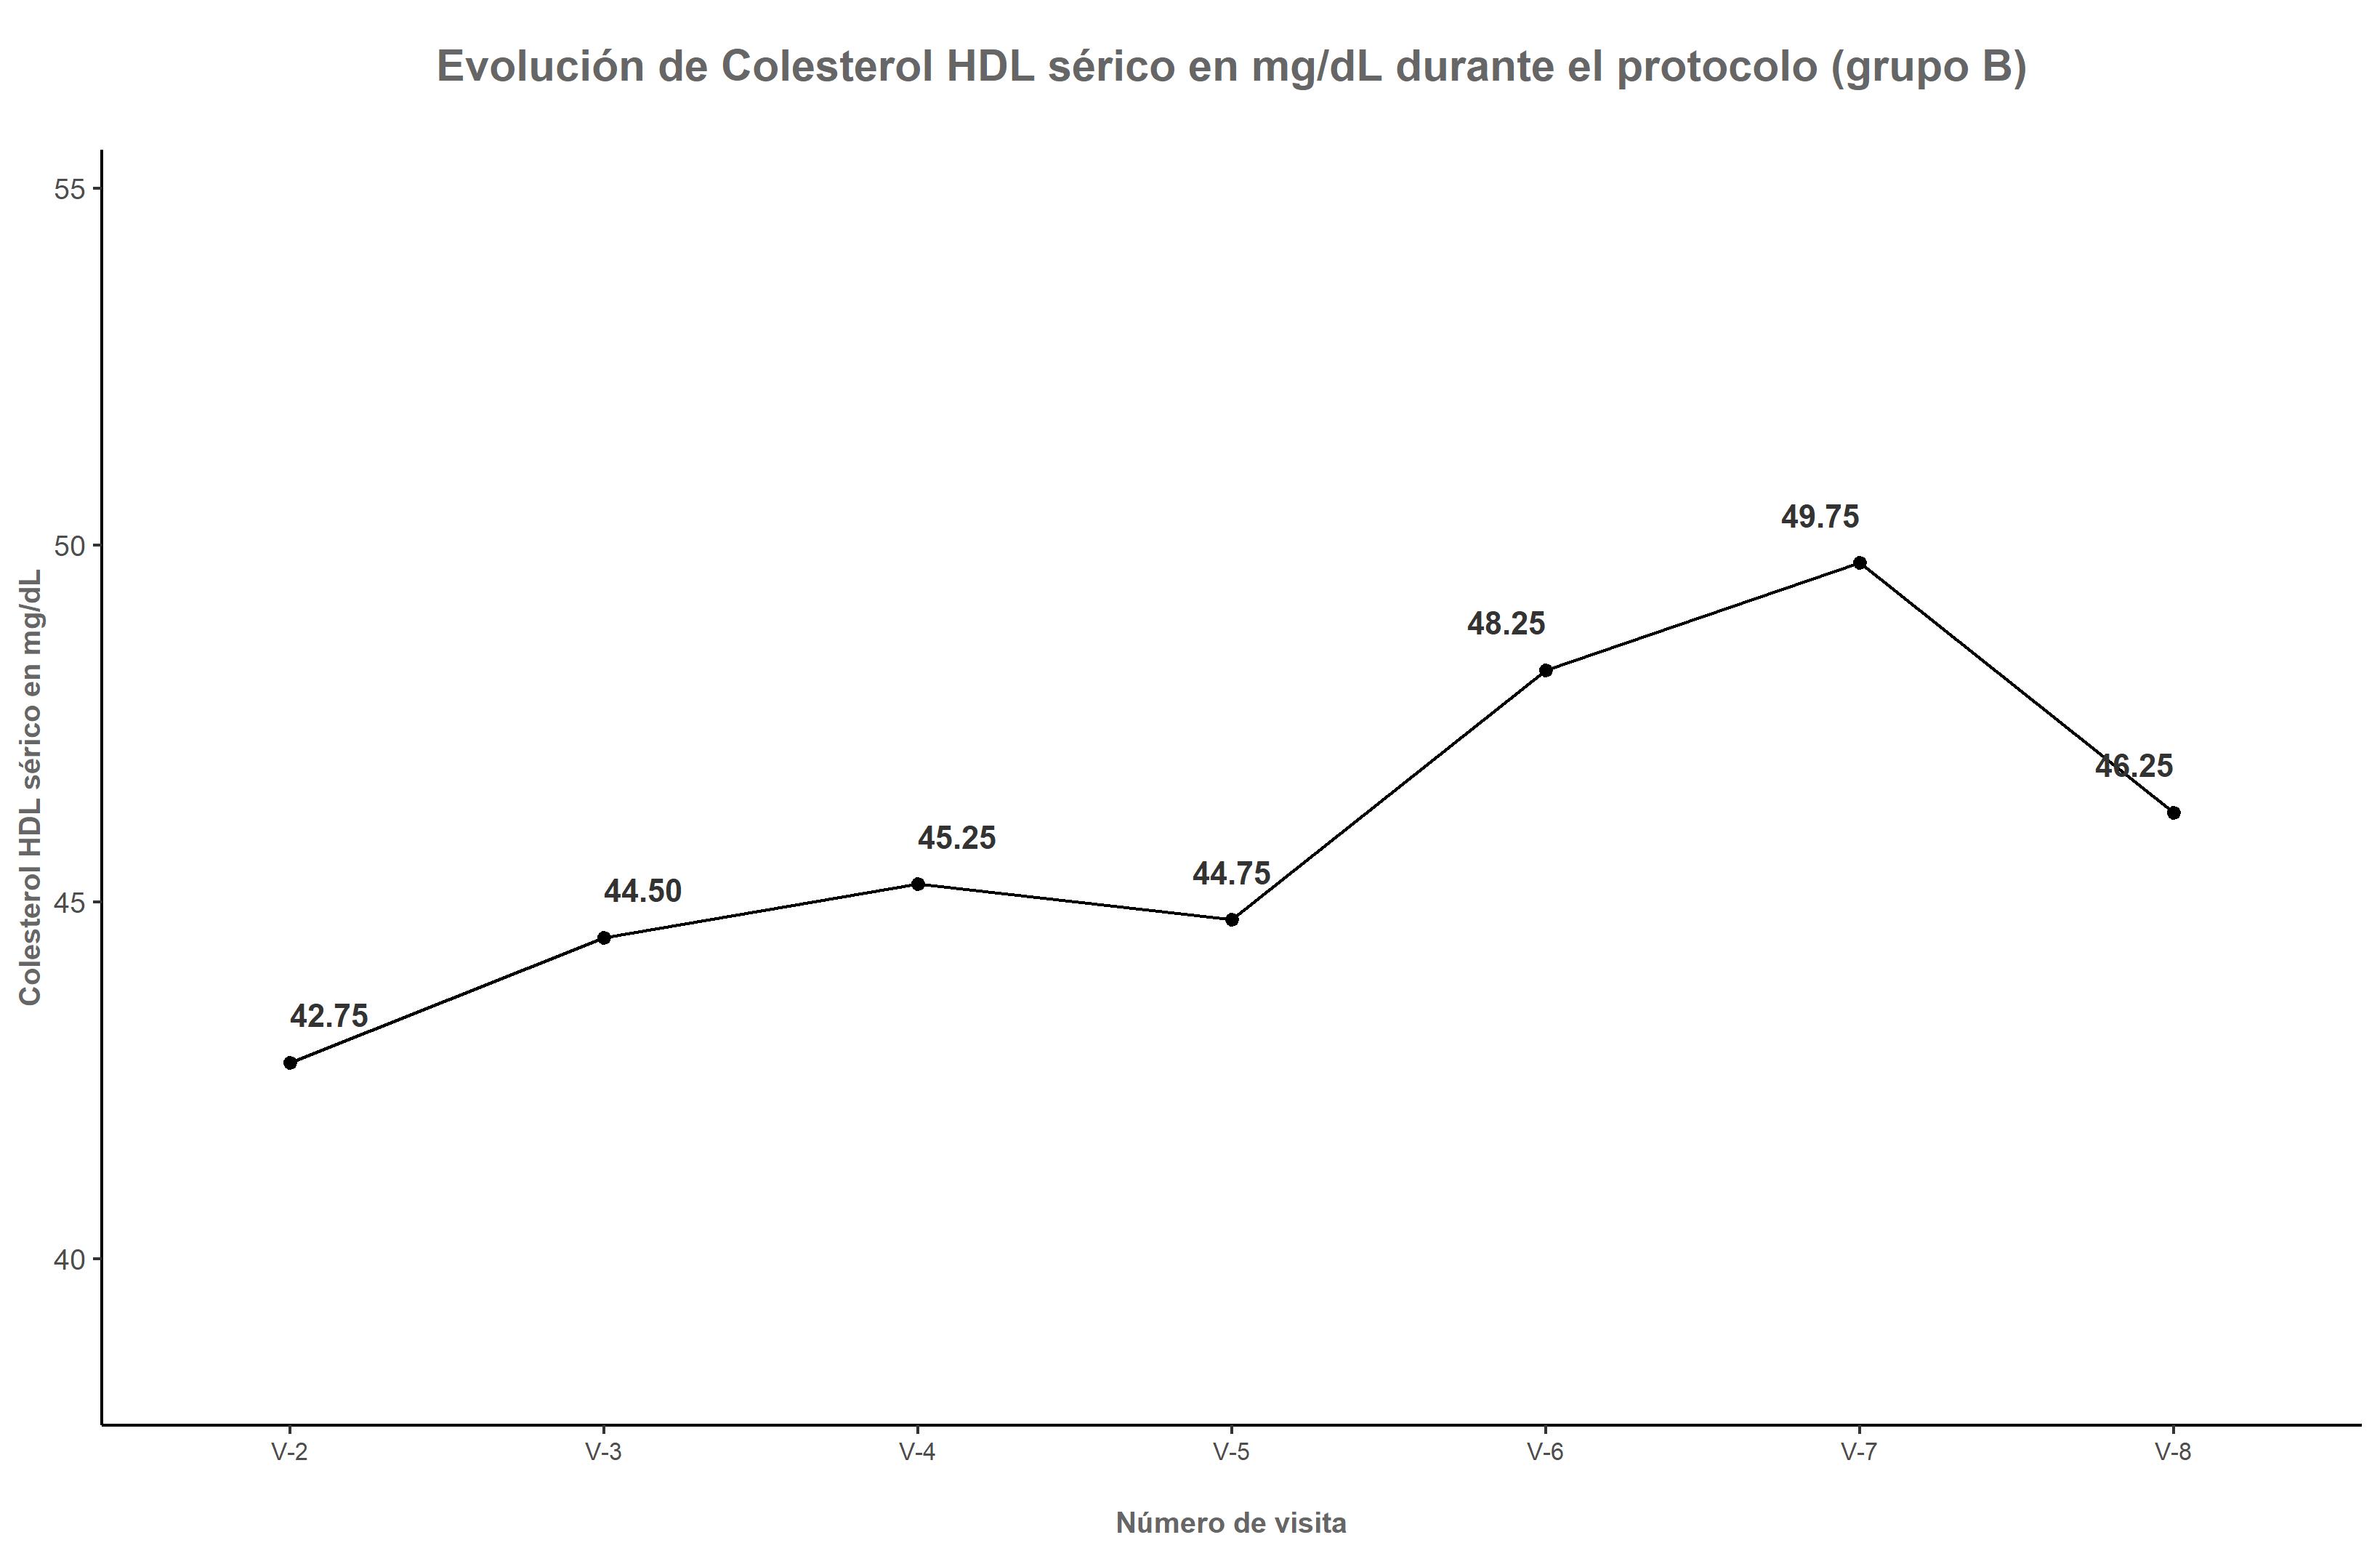 Evolución de Colesterol HDL sérico en mg/dL durante el protocolo (grupo B)
Colesterol HDL sérico en mg/dL
55
50
45
40
42.75
44.50
45.25
44.75
48.25
49.75
46.25
V-2
V-3
V-4
V-5
V-6
V-7
V-8
Número de visita